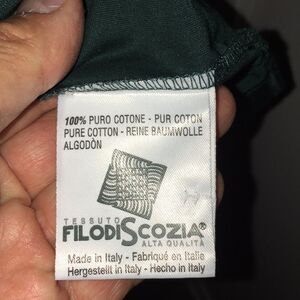 100% PURO COTONE - PUR COTON
PURE COTTON - REINE BAUMWOLLE
ALGODÓN
TESSUTO
FILODISCOZIA®
ALTA QUALITÀ
Made in Italy - Fabriqué en Italie
Hergestellt in Italy - Hecho in Italy